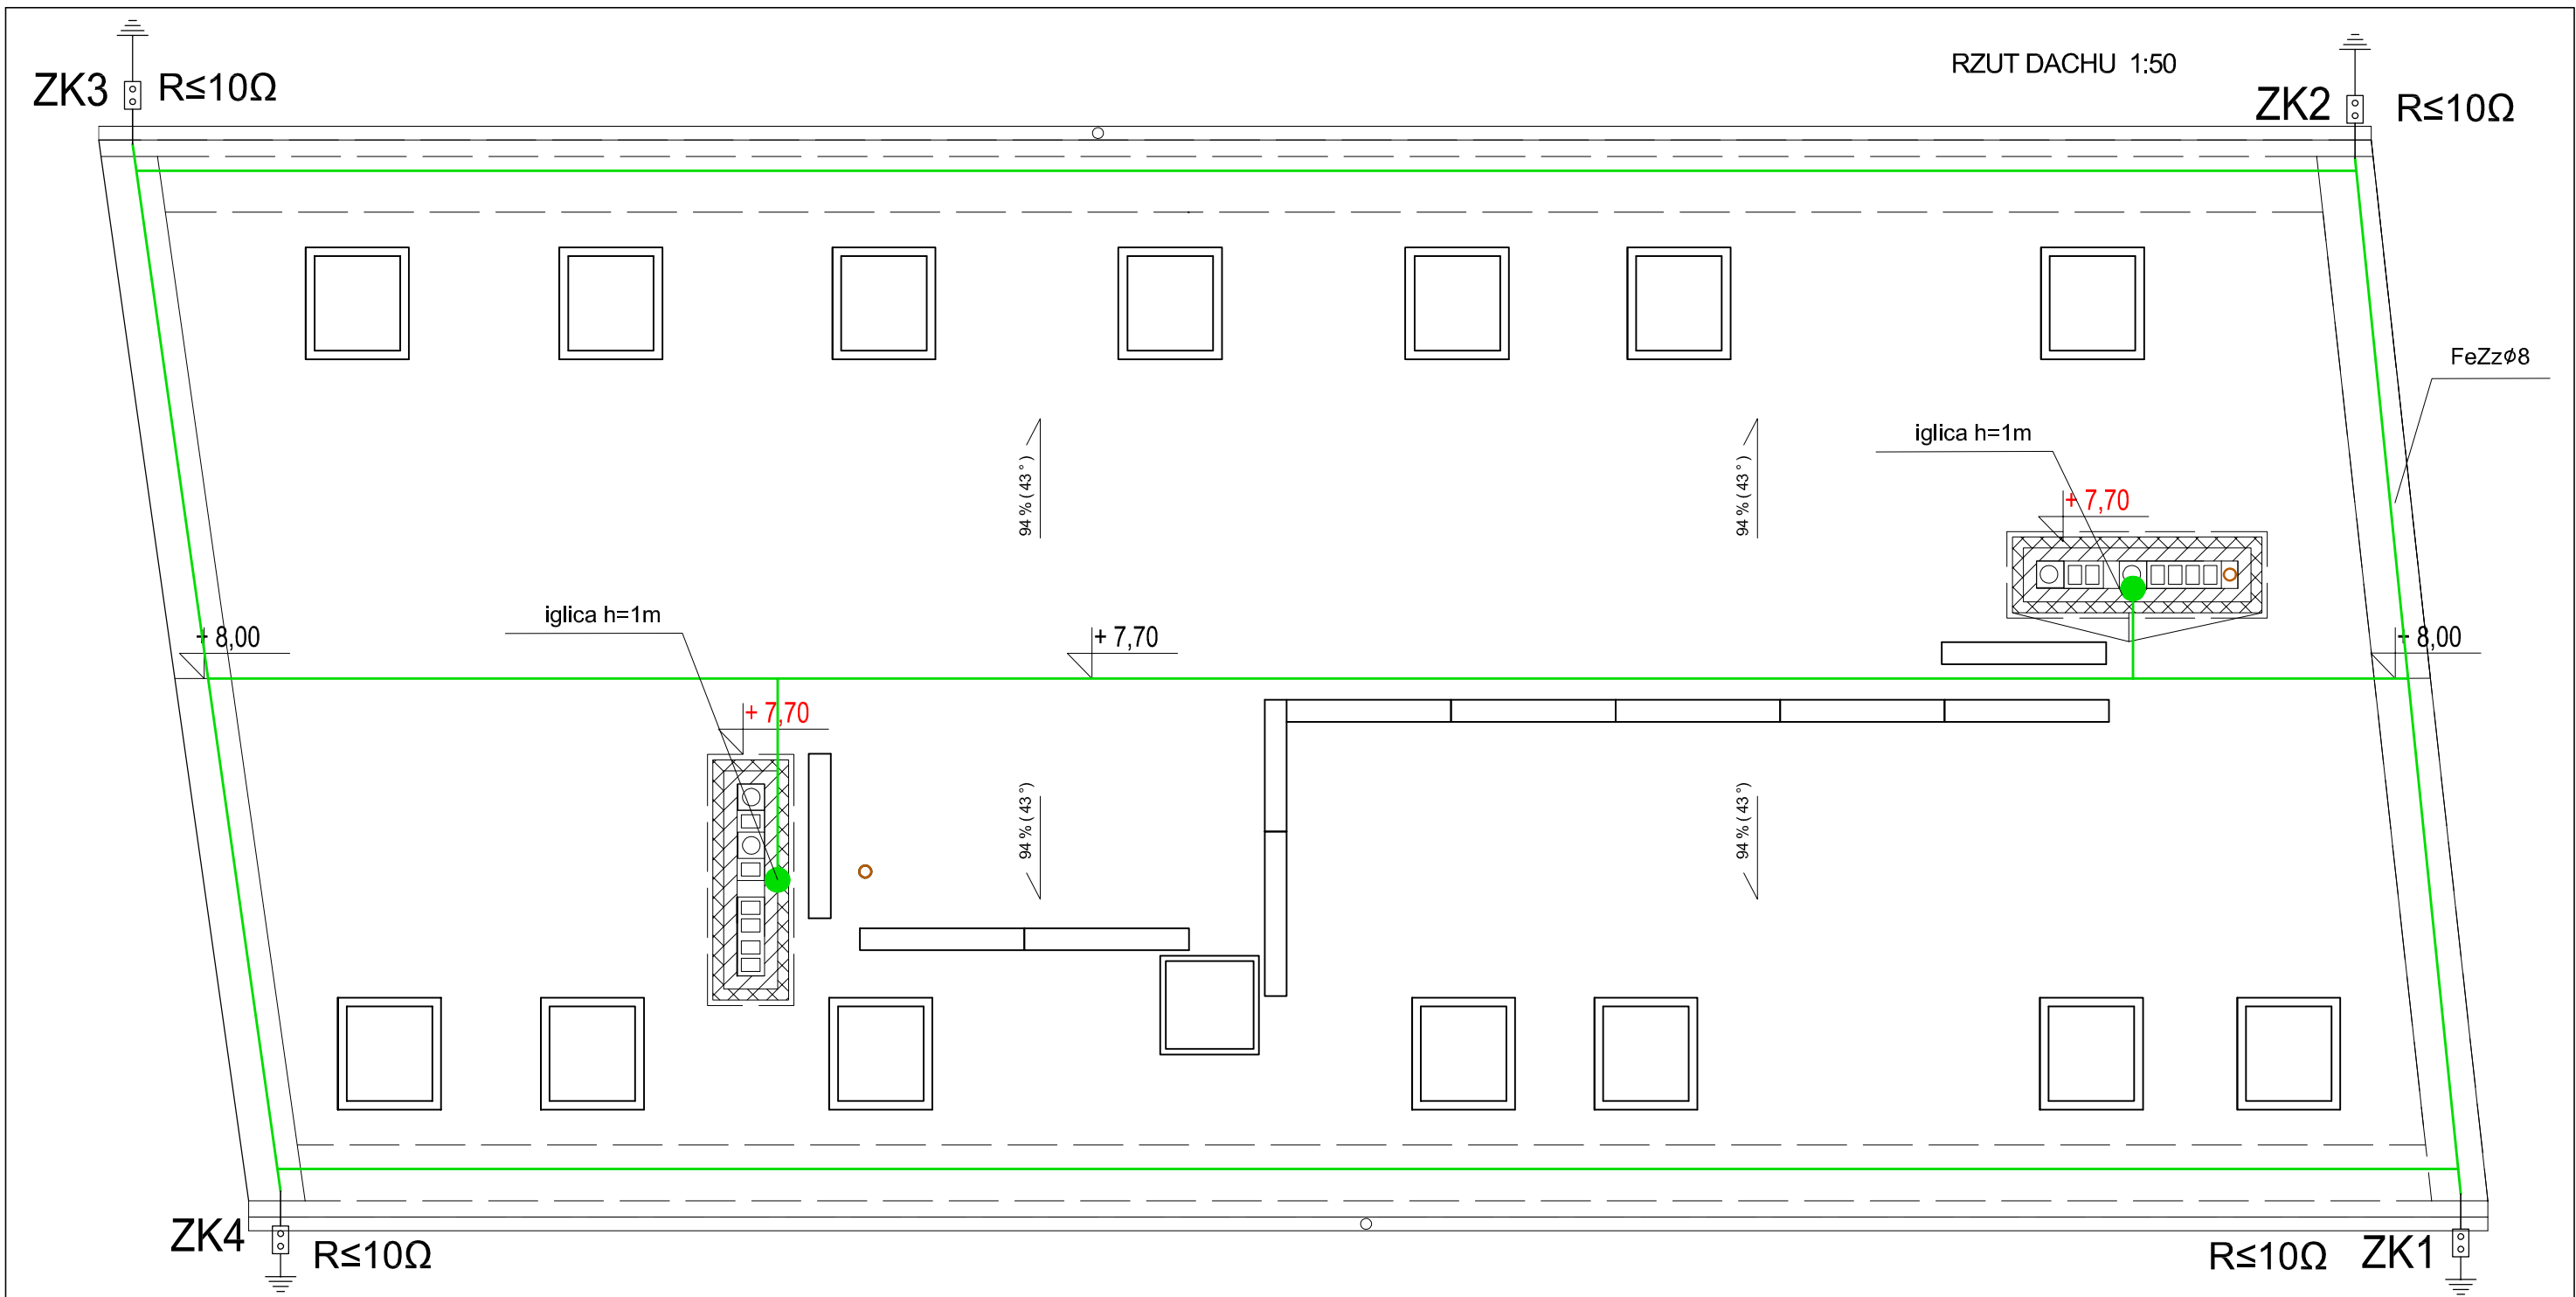 RZUT DACHU 1:50
ZK3
R≤10Ω
ZK2
R≤10Ω
FeZzφ8
iglica h=1m
94 % ( 43 ° )
94 % ( 43 ° )
+ 7,70
iglica h=1m
+ 8,00
+ 7,70
+ 8,00
+ 7,70
94 % ( 43 °)
94 % ( 43 °)
ZK4
R≤10Ω
R≤10Ω
ZK1